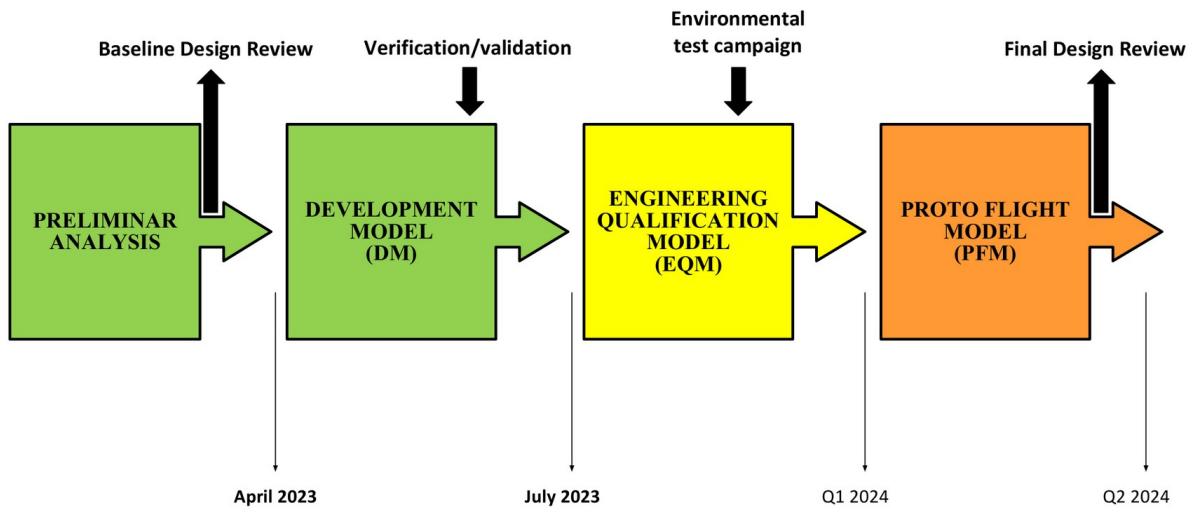 Baseline Design Review
Verification/validation
Environmental
test campaign
Final Design Review
PRELIMINAR
ANALYSIS
DEVELOPMENT
MODEL
(DM)
ENGINEERING
QUALIFICATION
MODEL
(EQM)
PROTO FLIGHT
MODEL
(PFM)
April 2023
July 2023
Q1 2024
Q2 2024